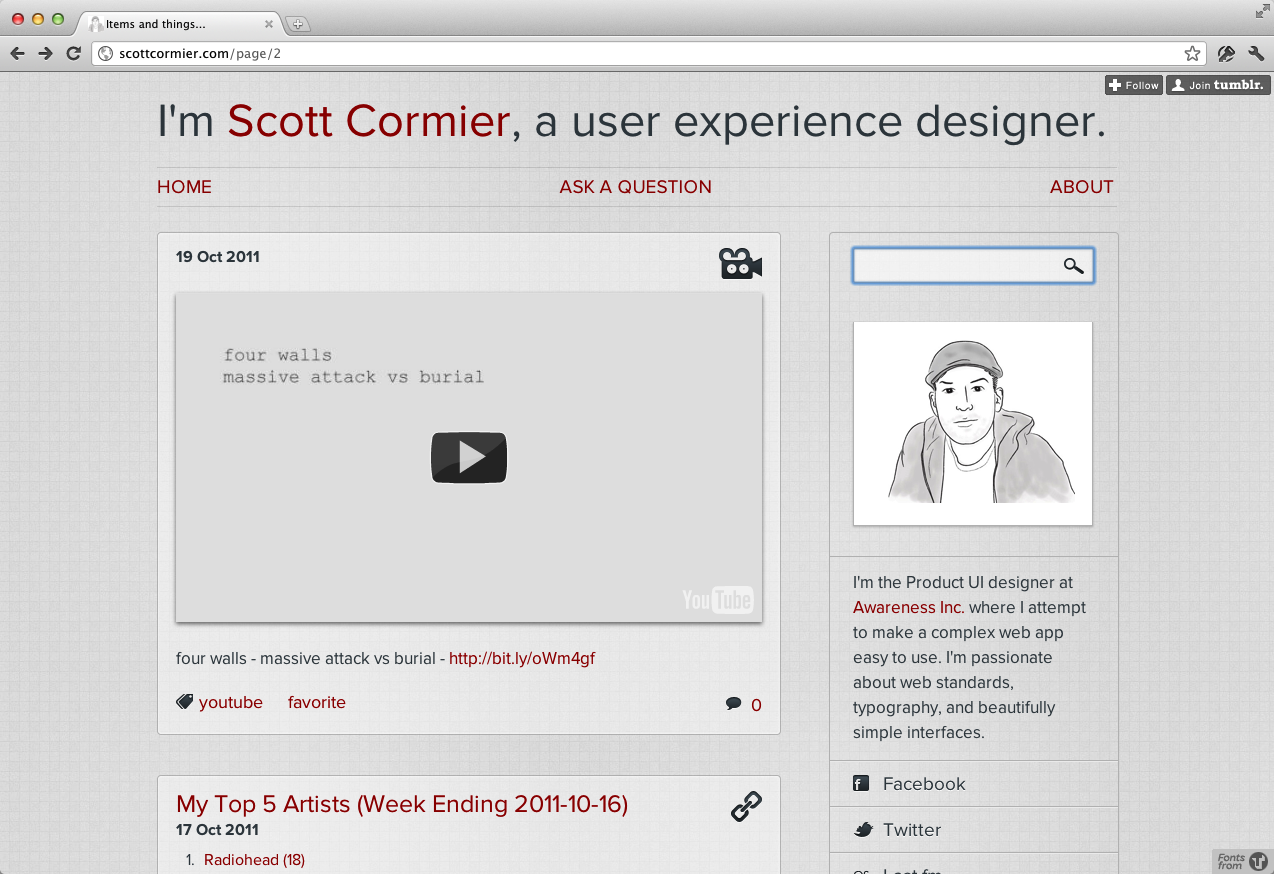 Items and things...
scottcormier.com/page/2
Follow
Join tumblr.
I'm Scott Cormier, a user experience designer.
HOME
ASK A QUESTION
ABOUT
19 Oct 2011
four walls
massive attack vs burial
YouTube
four walls - massive attack vs burial - http://bit.ly/oWm4gf
youtube
favorite
0
My Top 5 Artists (Week Ending 2011-10-16)
17 Oct 2011
1. Radiohead (18)
I'm the Product UI designer at
Awareness Inc. where I attempt
to make a complex web app
easy to use. I'm passionate
about web standards,
typography, and beautifully
simple interfaces.
Facebook
Twitter
Last.fm
Fonts
from